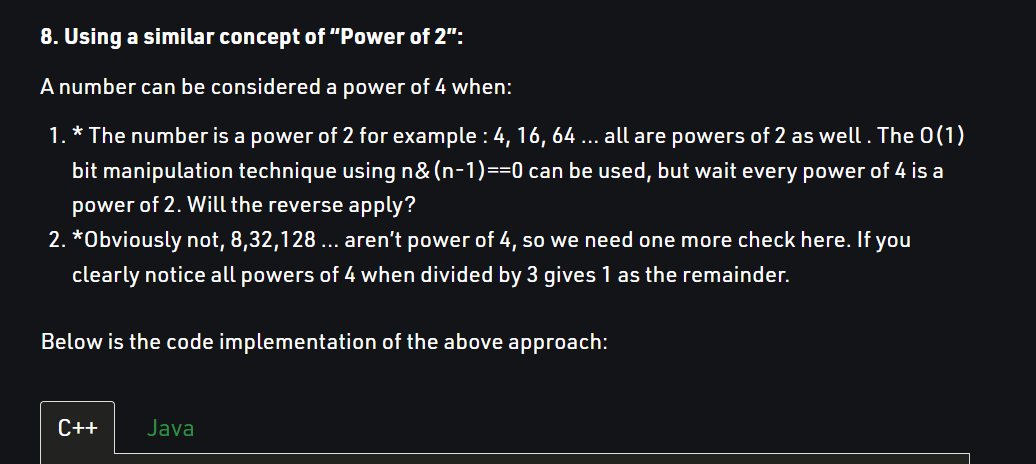 8. Using a similar concept of “Power of 2”:
A number can be considered a power of 4 when:
1. * The number is a power of 2 for example : 4, 16, 64 … all are powers of 2 as well . The O(1)
bit manipulation technique using n& (n-1)==0 can be used, but wait every power of 4 is a
power of 2. Will the reverse apply?
2. *Obviously not, 8,32,128 … aren’t power of 4, so we need one more check here. If you
clearly notice all powers of 4 when divided by 3 gives 1 as the remainder.
Below is the code implementation of the above approach:
C++ Java